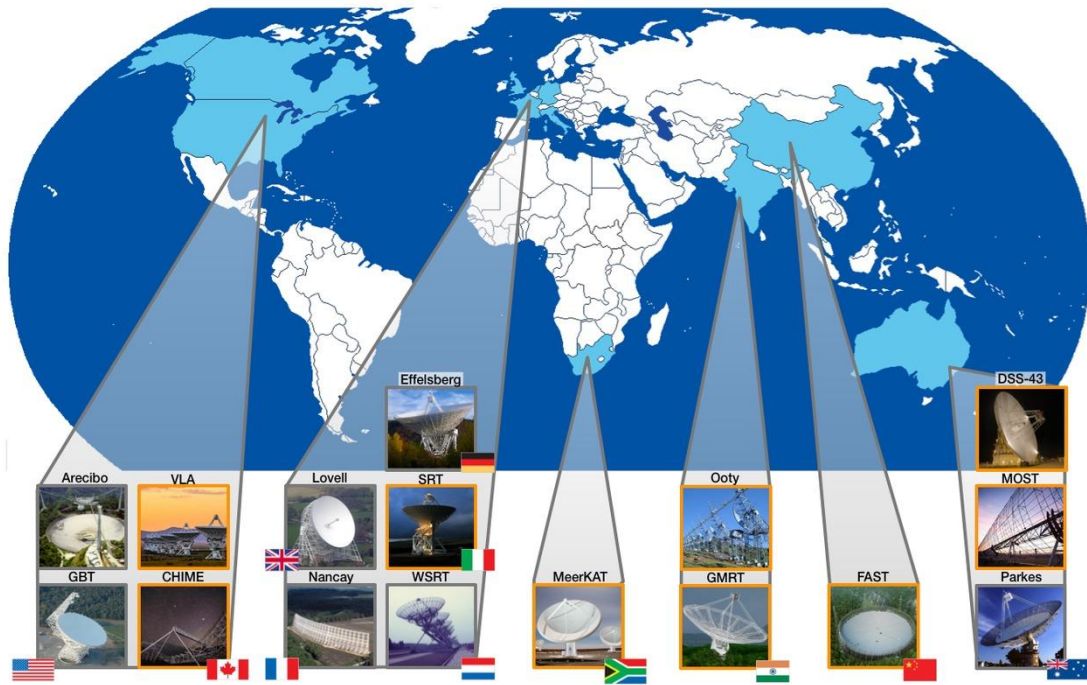 Effelsberg
DSS-43
Arecibo
VLA
Lovell
SRT
Ooty
MOST
GBT
CHIME
Nancay
WSRT
MeerKAT
GMRT
FAST
Parkes